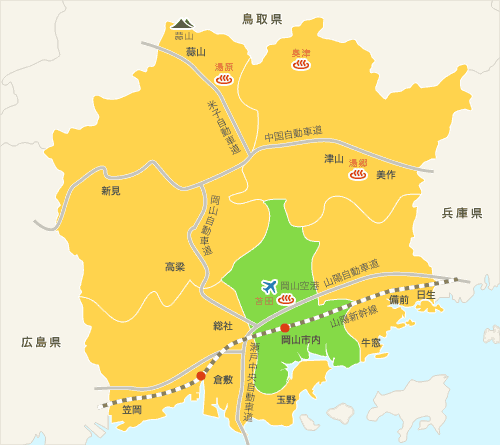 鳥取県
蒜山
蒜山
湯原
奥津
米子自動車道
中国自動車道
津山
湯郷
美作
新見
岡山自動車道
兵庫県
高梁
岡山空港
山陽自動車道
苫田
日生
備前
総社
山陽新幹線
広島県
岡山市内
牛窓
瀬戸中央自動車道
倉敷
玉野
笠岡